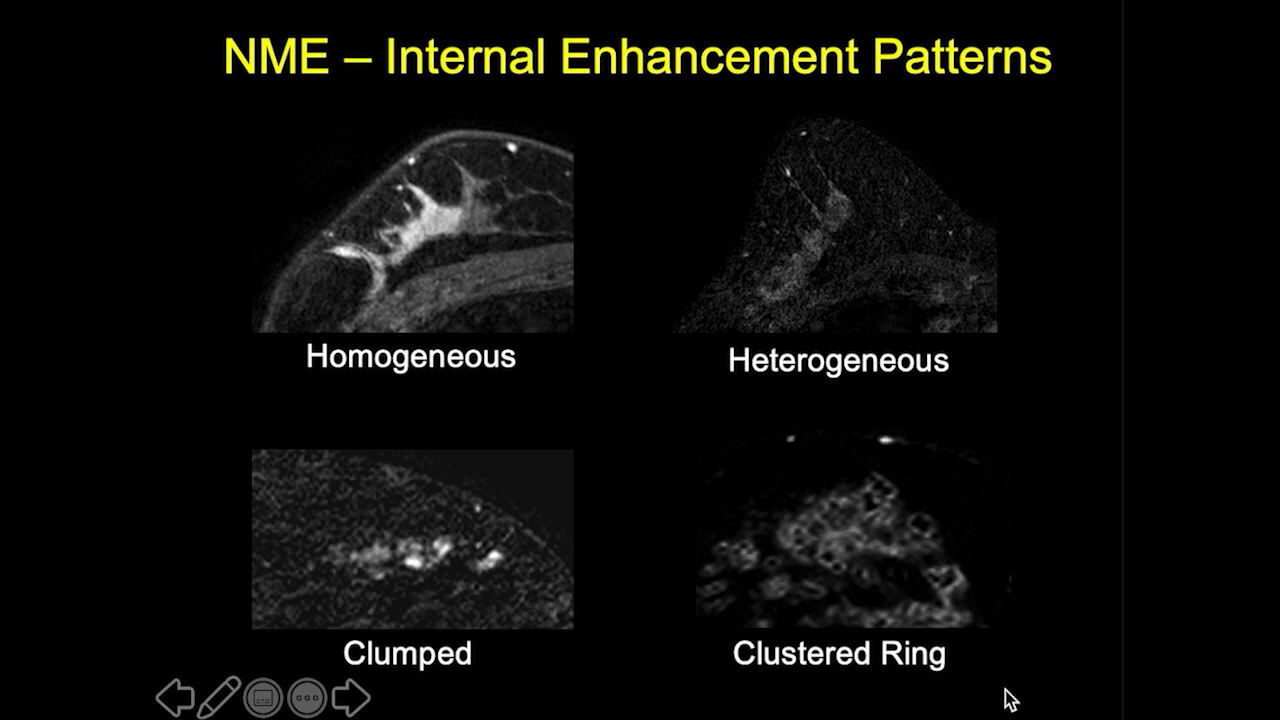 NME – Internal Enhancement Patterns
Homogeneous
Heterogeneous
Clumped
Clustered Ring